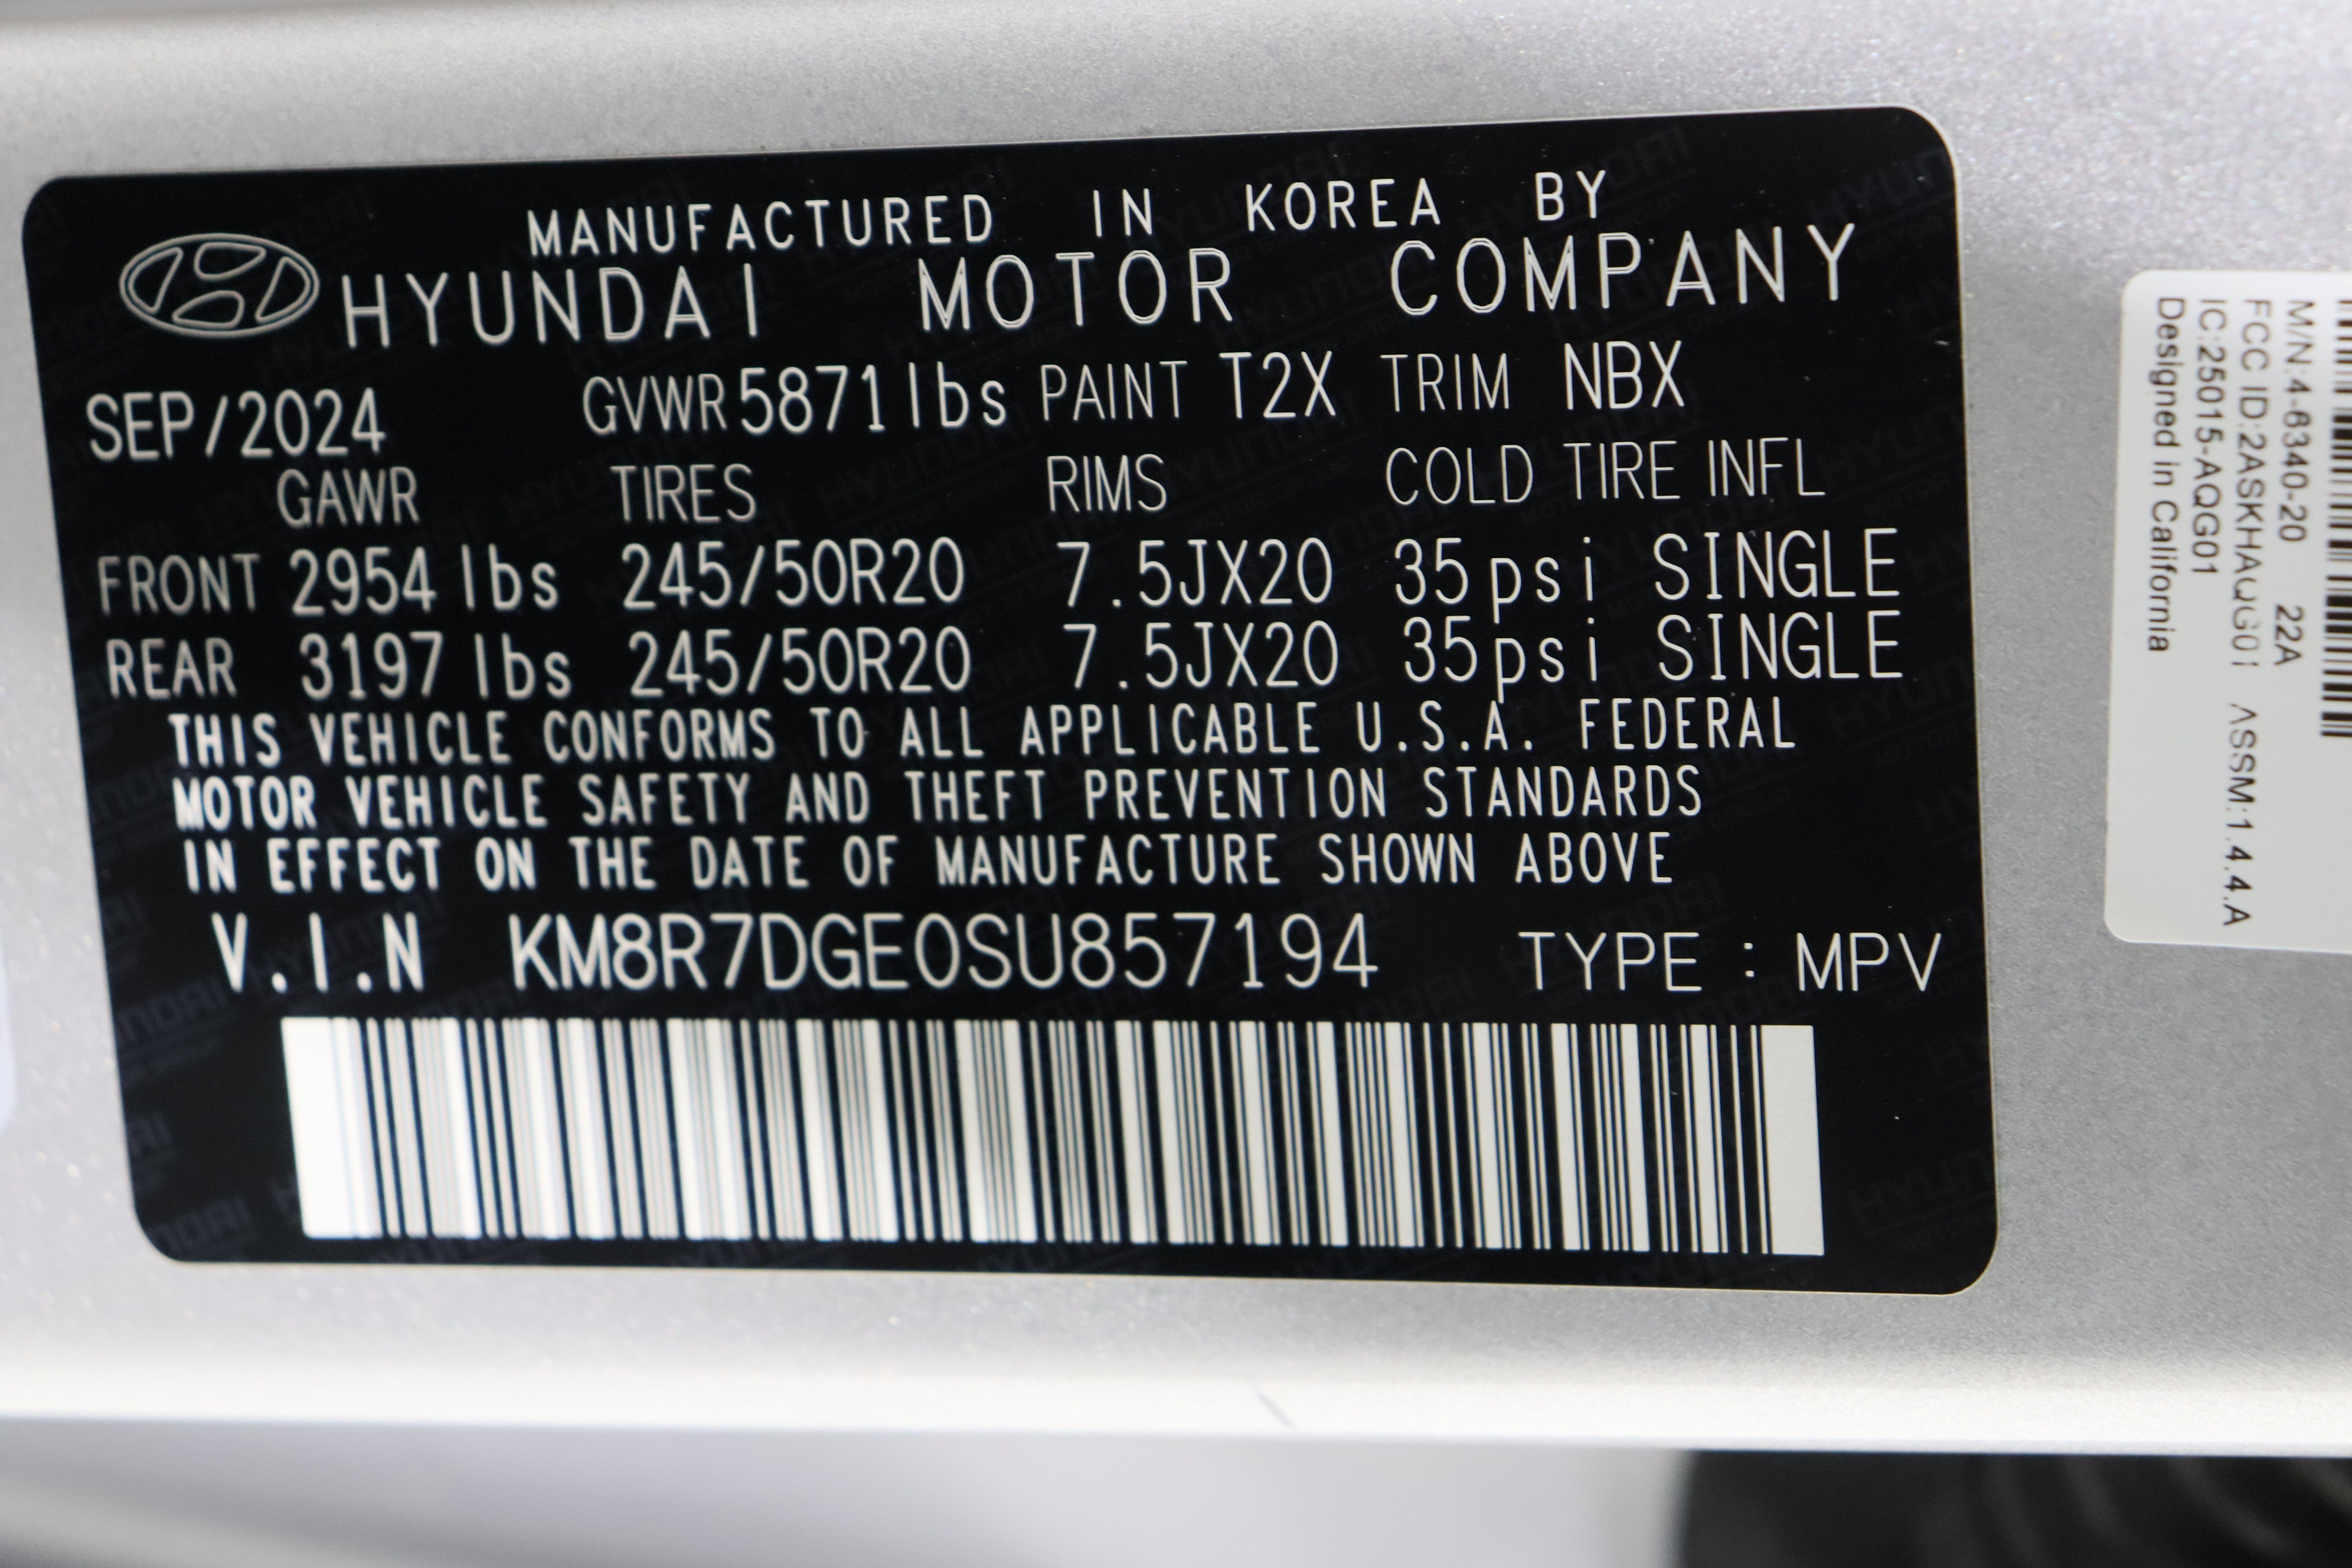 MANUFACTURED IN KOREA BY
HYUNDAI MOTOR COMPANY
SEP/2024 GVWR 5871 lbs PAINT T2X TRIM NBX
GAWR TIRES RIMS COLD TIRE INFL
FRONT 2954 lbs 245/50R20 7.5JX20 35psi SINGLE
REAR 3197 lbs 245/50R20 7.5JX20 35psi SINGLE
THIS VEHICLE CONFORMS TO ALL APPLICABLE U.S.A. FEDERAL
MOTOR VEHICLE SAFETY AND THEFT PREVENTION STANDARDS
IN EFFECT ON THE DATE OF MANUFACTURE SHOWN ABOVE
V.I.N KM8R7DGE0SU857194 TYPE : MPV
M/N:4-6340-20 22A
FCC ID:2ASKHAQGG01 ASSM:1.4.4.A
IC:25015-AQGG01
Designed in California